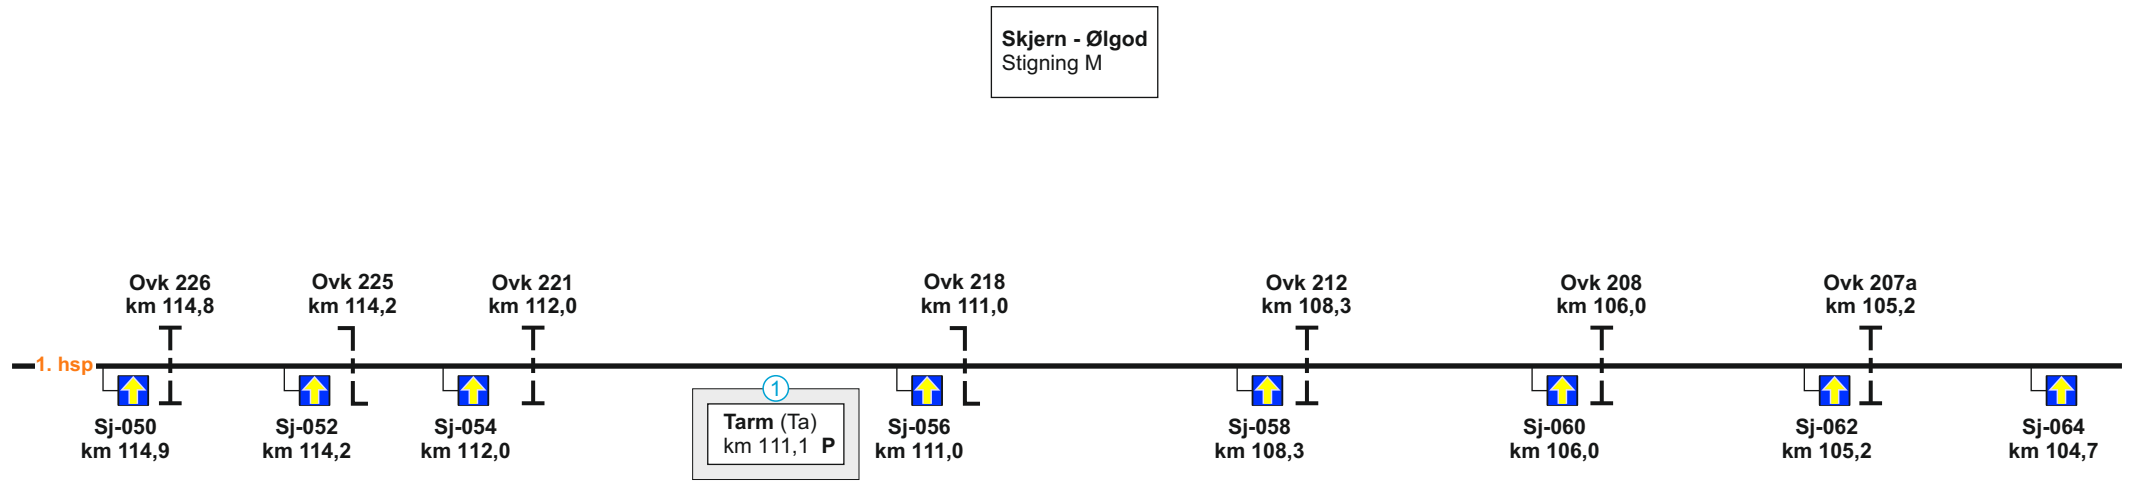 Skjern - Ølgod
Stigning M
Ovk 226
km 114,8
Ovk 225
km 114,2
Ovk 221
km 112,0
Ovk 218
km 111,0
Ovk 212
km 108,3
Ovk 208
km 106,0
Ovk 207a
km 105,2
1. hsp
1
Tarm (Ta)
km 111,1 P
Sj-050
km 114,9
Sj-052
km 114,2
Sj-054
km 112,0
Sj-056
km 111,0
Sj-058
km 108,3
Sj-060
km 106,0
Sj-062
km 105,2
Sj-064
km 104,7